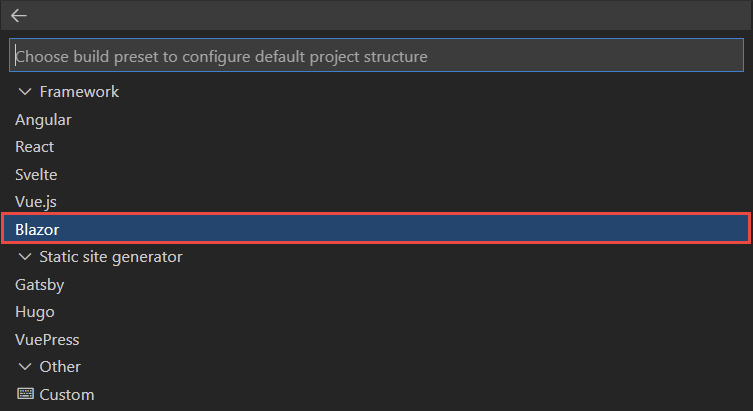 Choose build preset to configure default project structure
Framework
Angular
React
Svelte
Vue.js
Blazor
Static site generator
Gatsby
Hugo
VuePress
Other
Custom